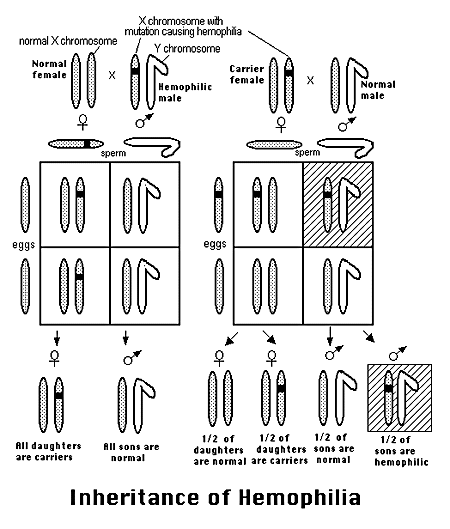 X chromosome with
mutation causing hemophilia
normal X chromosome
Y chromosome
Normal
female
X
Hemophilic
male
Carrier
female
X
Normal
male
sperm
sperm
eggs
eggs
All daughters
are carriers
All sons are
normal
1/2 of
daughters
are normal
1/2 of
daughters
are carriers
1/2 of
sons are
normal
1/2 of
sons are
hemophilic
Inheritance of Hemophilia